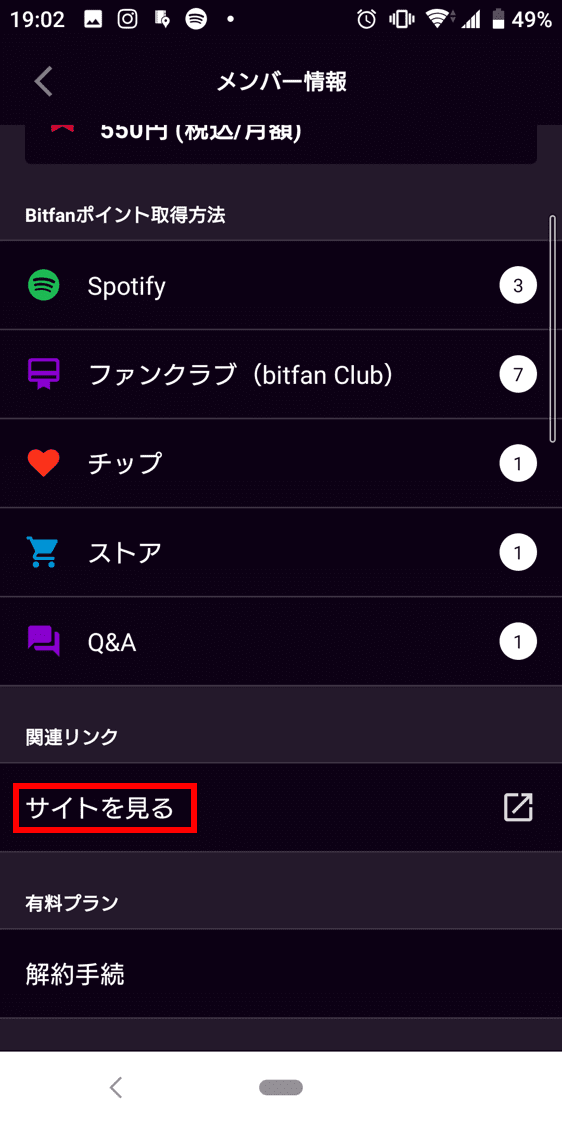 19:02
49%
メンバー情報
550円 (税込/月額)
Bitfanポイント取得方法
Spotify
3
ファンクラブ（bitfan Club）
7
チップ
1
ストア
1
Q&A
1
関連リンク
サイトを見る
有料プラン
解約手続